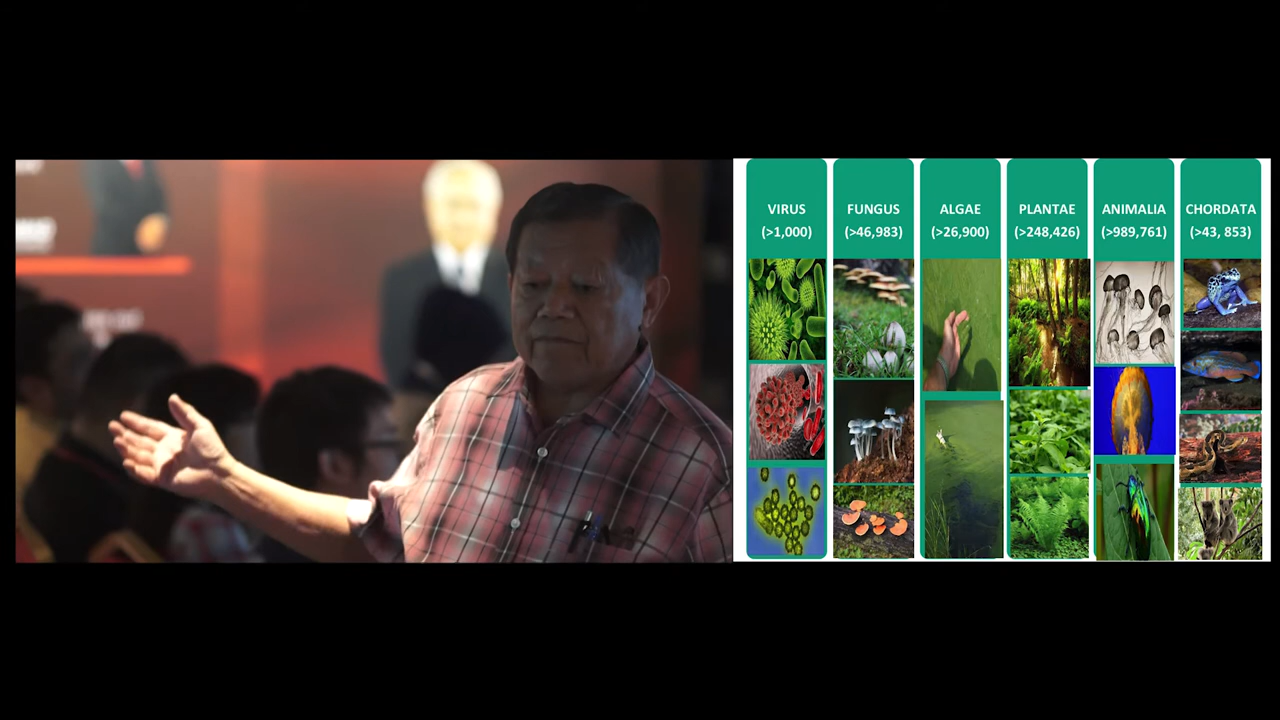 VIRUS
(>1,000)
FUNGUS
(>46,983)
ALGAE
(>26,900)
PLANTAE
(>248,426)
ANIMALIA
(>989,761)
CHORDATA
(>43, 853)